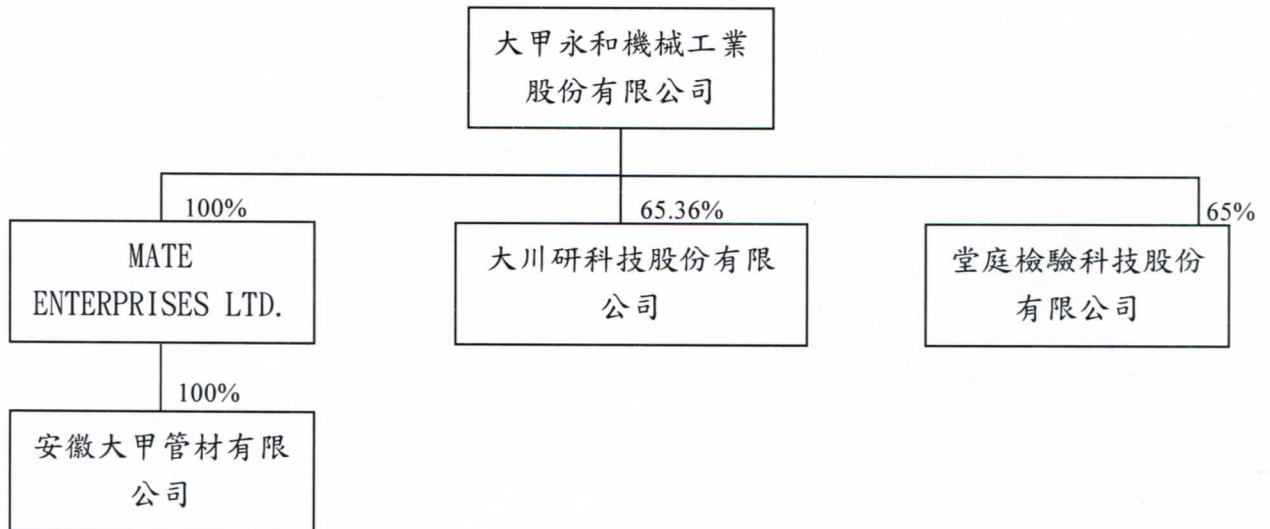 大甲永和機械工業
股份有限公司
100%
65.36%
65%
MATE
ENTERPRISES LTD.
大川研科技股份有限
公司
堂庭檢驗科技股份
有限公司
100%
安徽大甲管材有限
公司